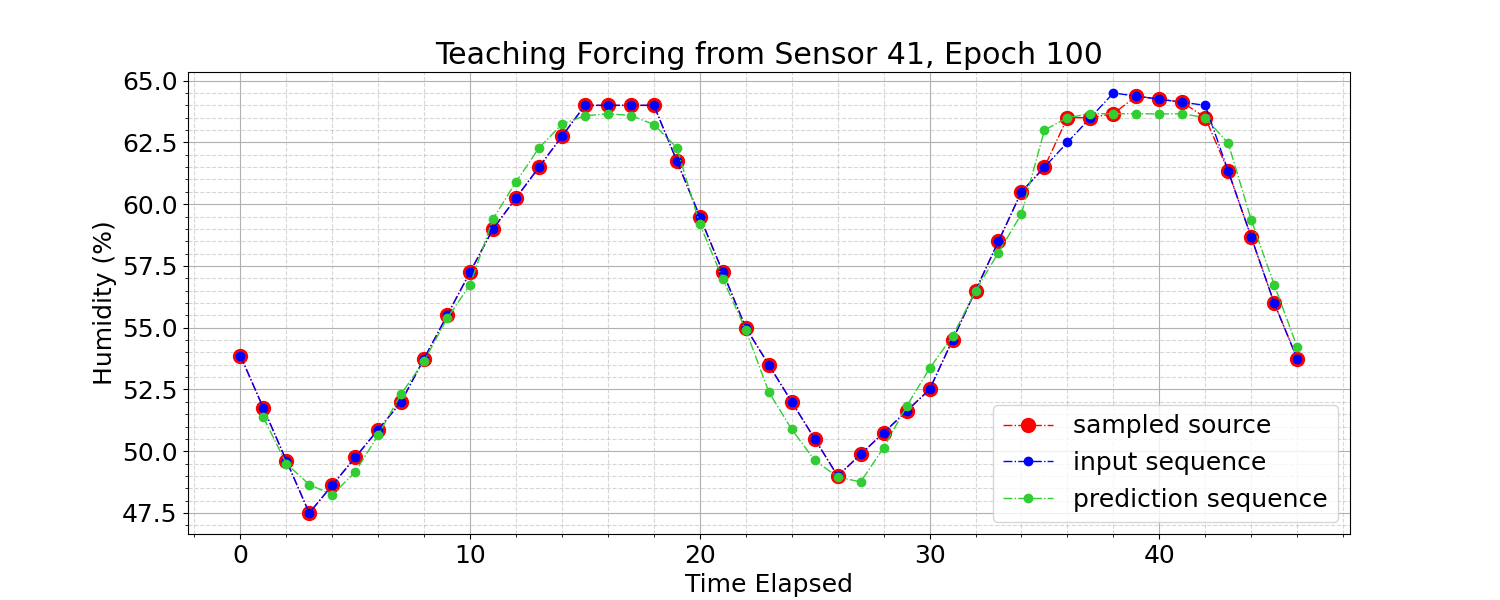 Teaching Forcing from Sensor 41, Epoch 100
65.0
62.5
60.0
57.5
55.0
52.5
50.0
47.5
Humidity (%)
0 10 20 30 40
Time Elapsed
sampled source
input sequence
prediction sequence